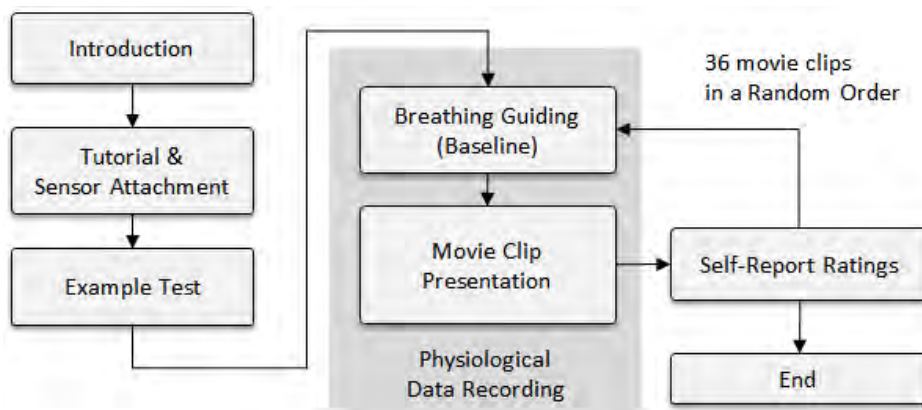 Introduction
Tutorial &
Sensor Attachment
Example Test
Breathing Guiding
(Baseline)
Movie Clip
Presentation
Physiological
Data Recording
36 movie clips
in a Random Order
Self-Report Ratings
End